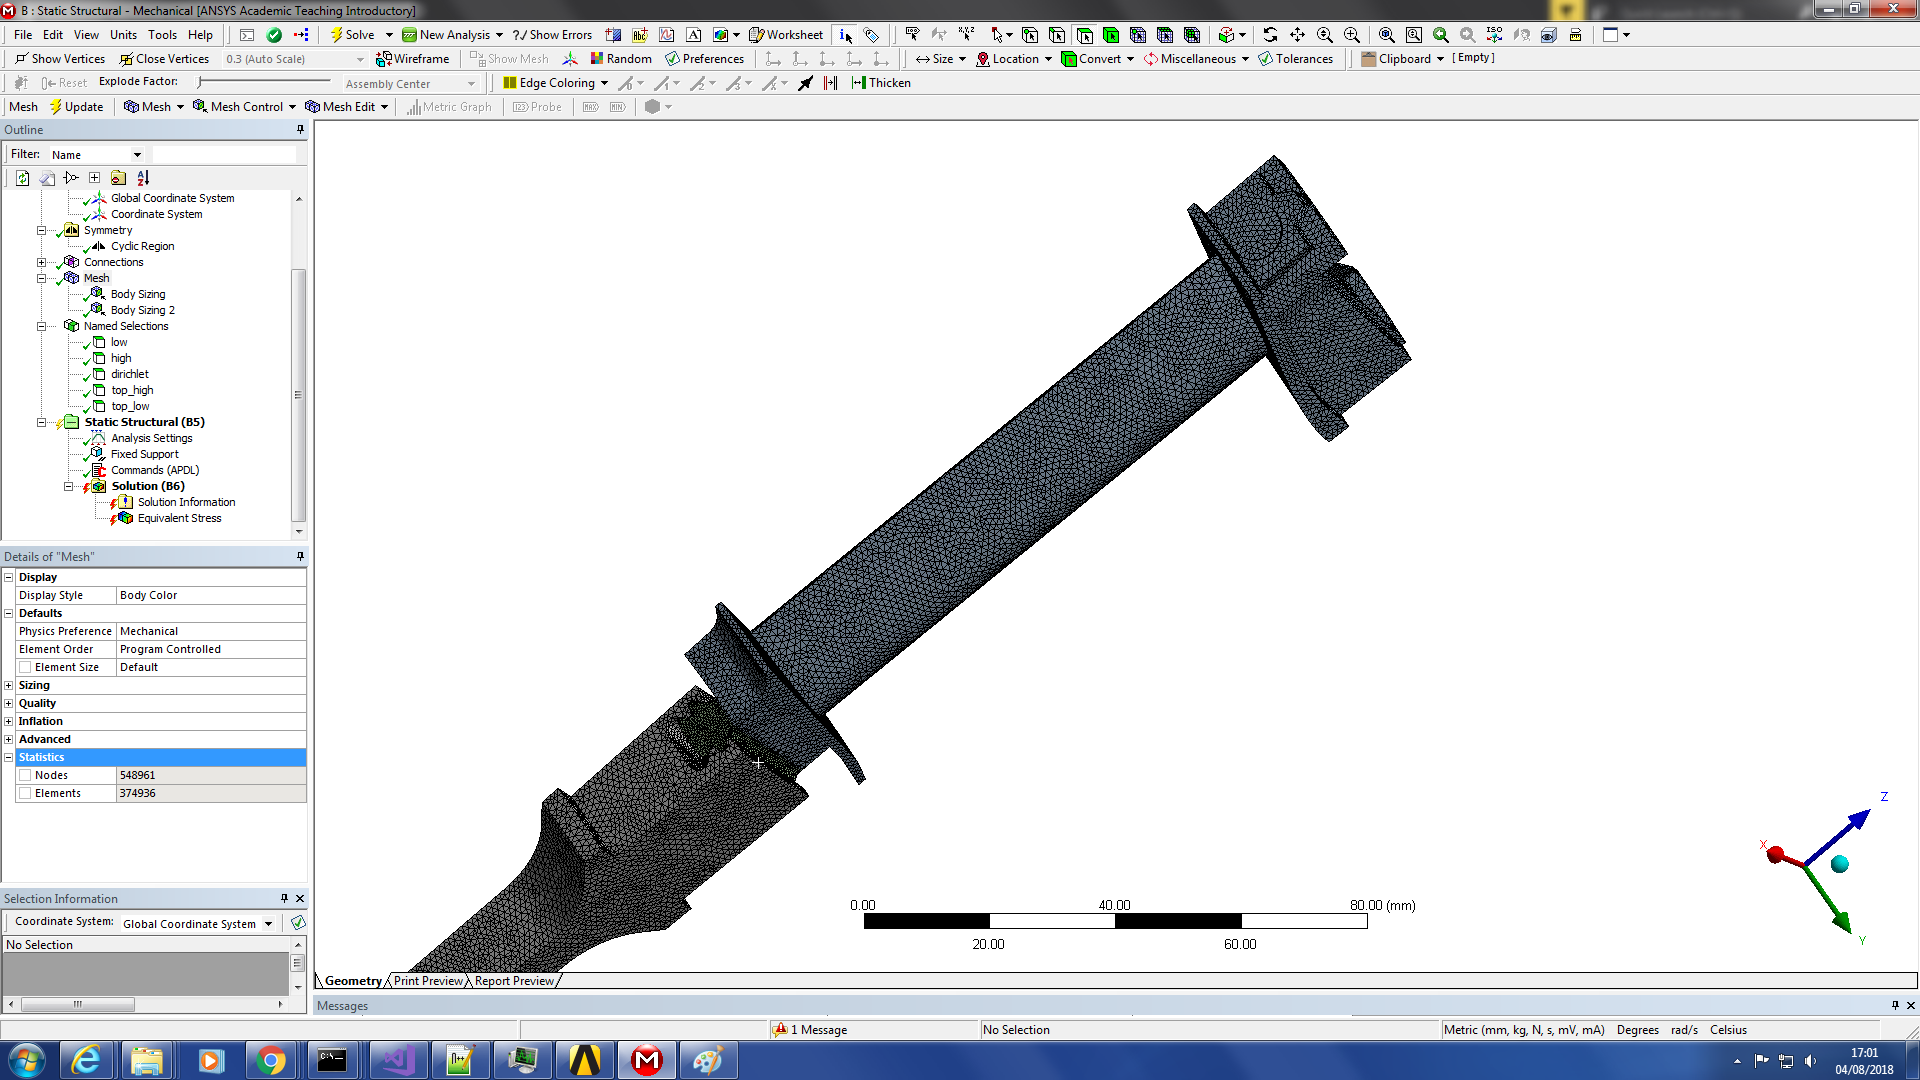 B : Static Structural - Mechanical [ANSYS Academic Teaching Introductory]
File Edit View Units Tools Help Solve New Analysis ?/ Show Errors Worksheet
Show Vertices Close Vertices 0.3 (Auto Scale) Wireframe Show Mesh Random Preferences Size Location Convert Miscellaneous Tolerances Clipboard [ Empty ]
Reset Explode Factor: Assembly Center Edge Coloring Thicken
Mesh Update Mesh Mesh Control Mesh Edit Metric Graph Probe
Outline
Filter: Name
Global Coordinate System
Coordinate System
Symmetry
Cyclic Region
Connections
Mesh
Body Sizing
Body Sizing 2
Named Selections
low
high
dirichlet
top_high
top_low
Static Structural (B5)
Analysis Settings
Fixed Support
Commands (APDL)
Solution (B6)
Solution Information
Equivalent Stress
Details of "Mesh"
Display
Display Style Body Color
Defaults
Physics Preference Mechanical
Element Order Program Controlled
Element Size Default
Sizing
Quality
Inflation
Advanced
Statistics
Nodes 548961
Elements 374936
Selection Information
Coordinate System: Global Coordinate System
No Selection
0.00 40.00 80.00 (mm)
20.00 60.00
Z
X
Y
Geometry Print Preview Report Preview
Messages
1 Message No Selection Metric (mm, kg, N, s, mV, mA) Degrees rad/s Celsius
17:01
04/08/2018